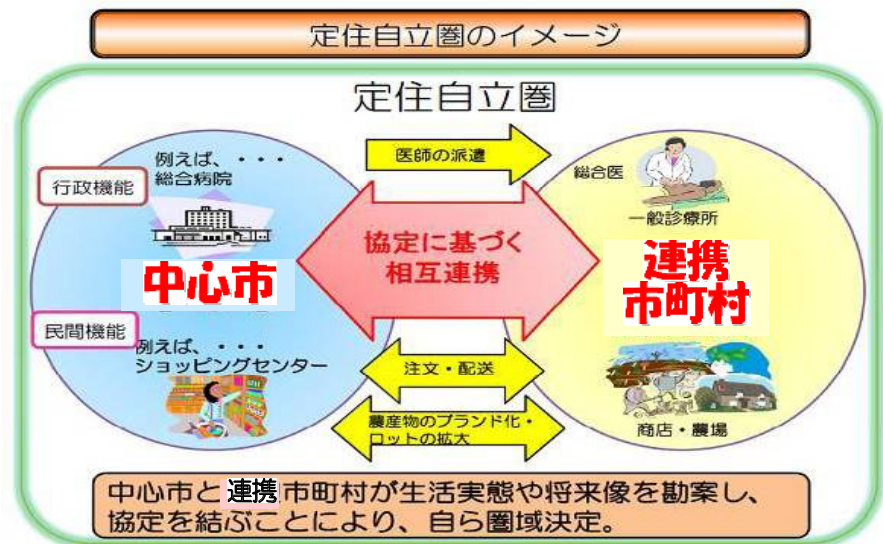 定住自立圏のイメージ
定住自立圏
行政機能
例えば、・・・
総合病院
中心市
民間機能
例えば、・・・
ショッピングセンター
医師の派遣
協定に基づく
相互連携
注文・配送
農産物のブランド化・
ロットの拡大
総合医
一般診療所
連携
市町村
商店・農場
中心市と連携市町村が生活実態や将来像を勘案し、
協定を結ぶことにより、自ら圏域決定。